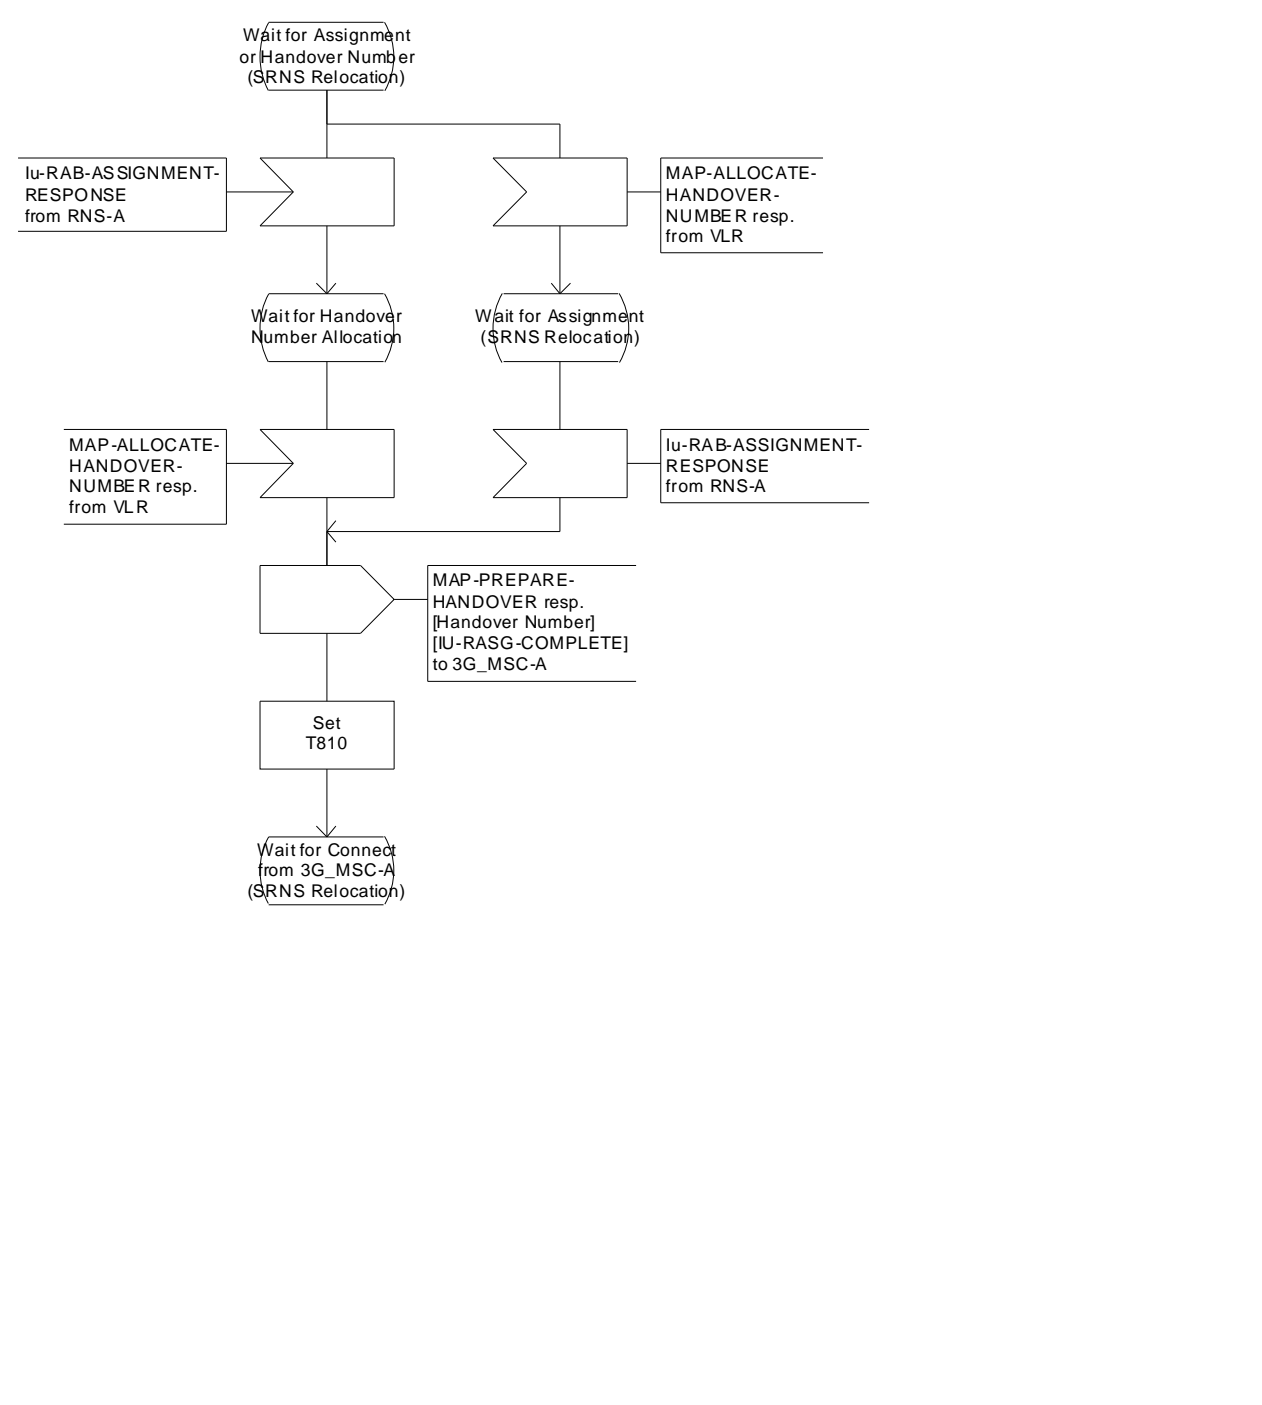 Wait for Assignment
or Handover Number
(SRNS Relocation)
Iu-RAB-ASSIGNMENT-
RESPONSE
from RNS-A
MAP-ALLOCATE-
HANDOVER-
NUMBER resp.
from VLR
Wait for Handover
Number Allocation
Wait for Assignment
(SRNS Relocation)
MAP-ALLOCATE-
HANDOVER-
NUMBER resp.
from VLR
Iu-RAB-ASSIGNMENT-
RESPONSE
from RNS-A
MAP-PREPARE-
HANDOVER resp.
[Handover Number]
[IU-RASG-COMPLETE]
to 3G_MSC-A
Set
T810
Wait for Connect
from 3G_MSC-A
(SRNS Relocation)